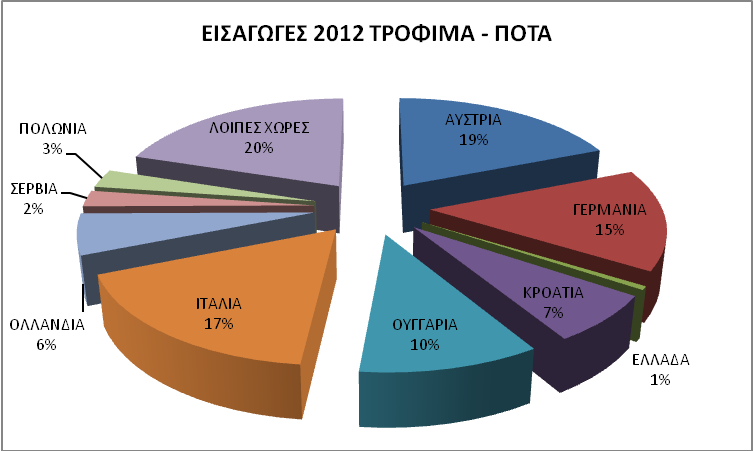 ΕΙΣΑΓΩΓΕΣ 2012 ΤΡΟΦΙΜΑ - ΠΟΤΑ
ΑΥΣΤΡΙΑ
19%
ΓΕΡΜΑΝΙΑ
15%
ΕΛΛΑΔΑ
1%
ΚΡΟΑΤΙΑ
7%
ΟΥΓΓΑΡΙΑ
10%
ΙΤΑΛΙΑ
17%
ΟΛΛΑΝΔΙΑ
6%
ΣΕΡΒΙΑ
2%
ΠΟΛΩΝΙΑ
3%
ΛΟΙΠΕΣ ΧΩΡΕΣ
20%